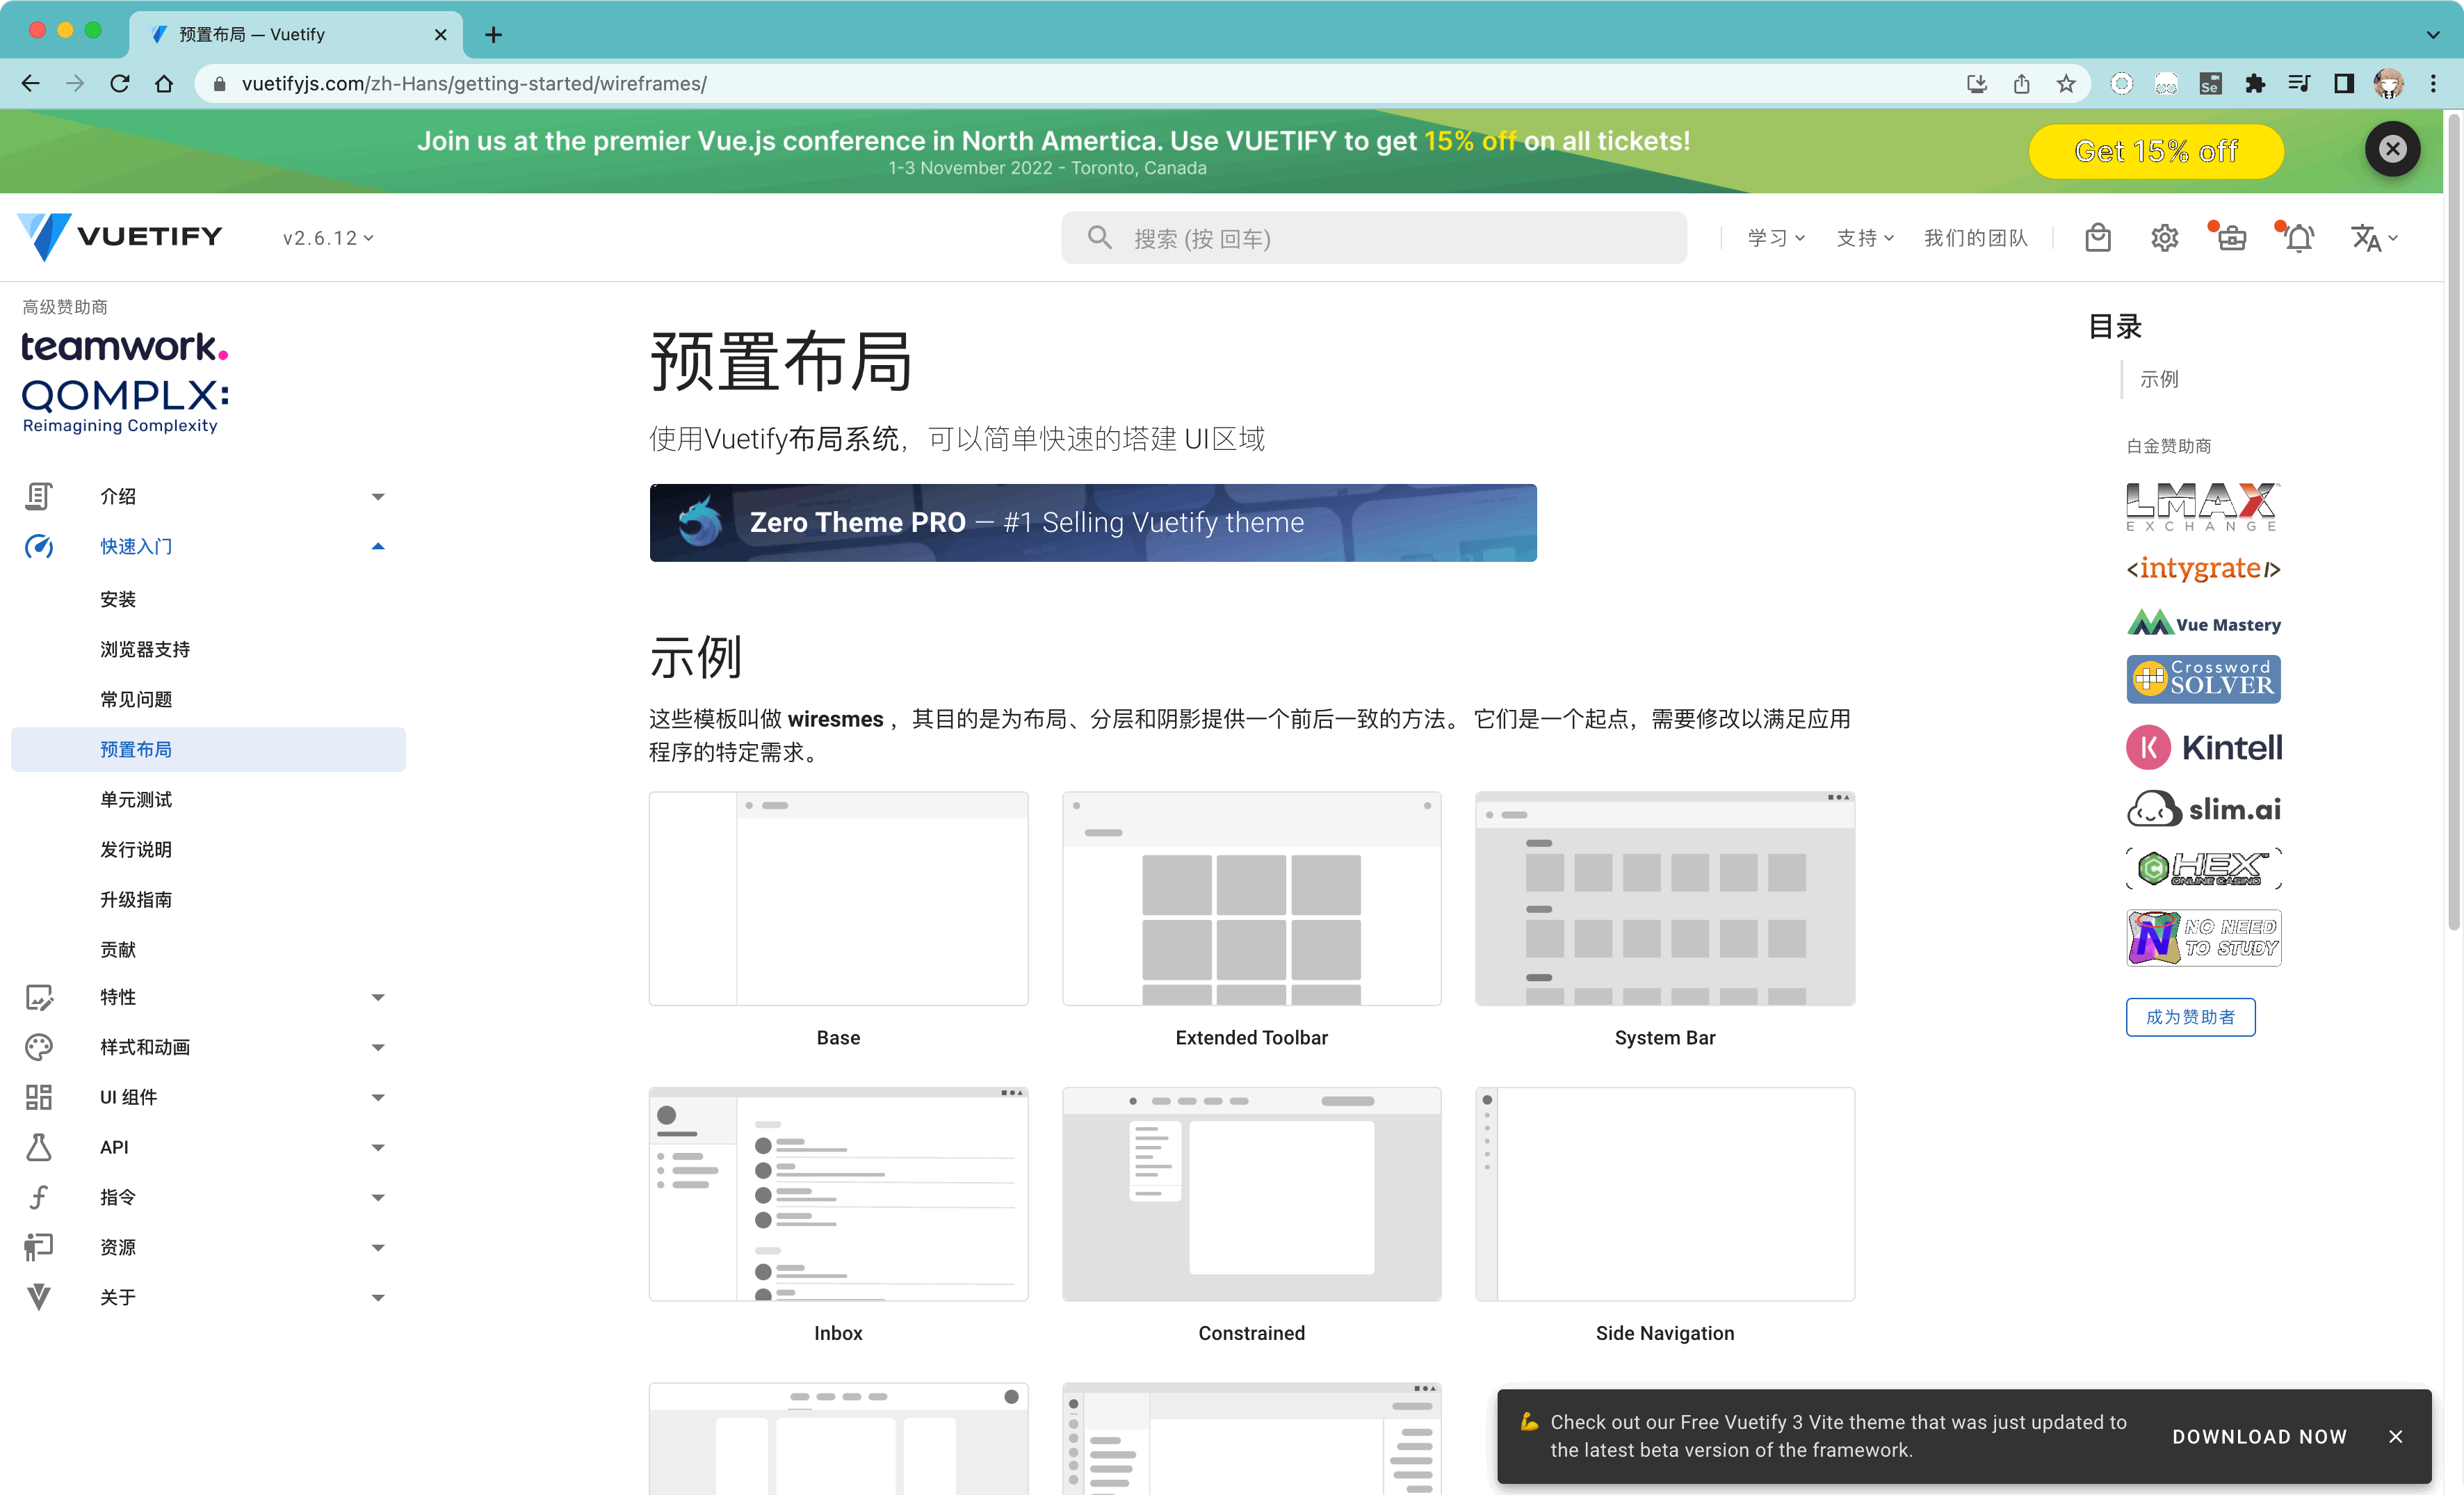 预置布局 — Vuetify
vuetifyjs.com/zh-Hans/getting-started/wireframes/
Se
Join us at the premier Vue.js conference in North Amertica. Use VUETIFY to get 15% off on all tickets!
1-3 November 2022 - Toronto, Canada
Get 15% off
VUETIFY
v2.6.12
搜索 (按 回车)
学习
支持
我们的团队
高级赞助商
teamwork.
QOMPLX:
Reimagining Complexity
介绍
快速入门
安装
浏览器支持
常见问题
预置布局
单元测试
发行说明
升级指南
贡献
特性
样式和动画
UI 组件
API
指令
资源
关于
预置布局
使用Vuetify布局系统，可以简单快速的塔建 UI区域
Zero Theme PRO — #1 Selling Vuetify theme
示例
这些模板叫做 wiresmes ，其目的是为布局、分层和阴影提供一个前后一致的方法。 它们是一个起点，需要修改以满足应用
程序的特定需求。
Base
Extended Toolbar
System Bar
Inbox
Constrained
Side Navigation
目录
示例
白金赞助商
LMAX
EXCHANGE
<intygrate/>
Vue Mastery
Crossword
SOLVER
Kintell
slim.ai
HEX
ONLINE CASINO
NO NEED
TO STUDY
成为赞助者
💪 Check out our Free Vuetify 3 Vite theme that was just updated to
the latest beta version of the framework.
DOWNLOAD NOW